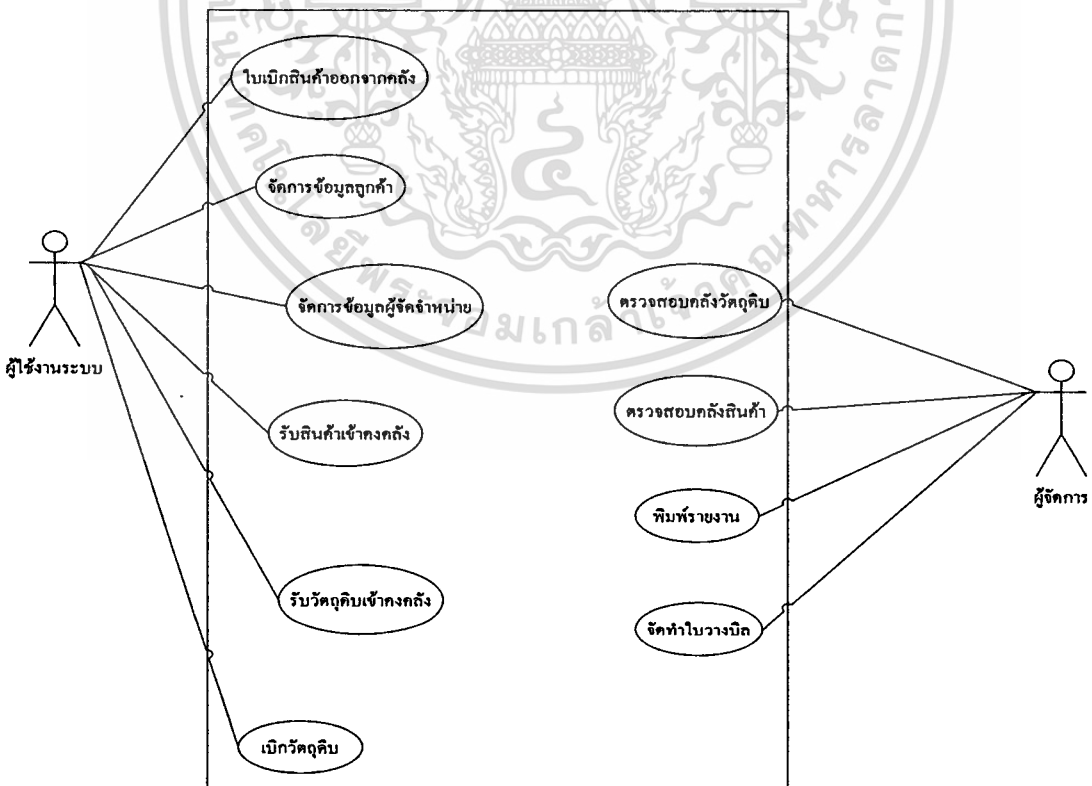 ใบเบิกสินค้าออกจากคลัง
จัดการข้อมูลลูกค้า
จัดการข้อมูลผู้จัดจำหน่าย
ตรวจสอบคลังวัตถุดิบ
ผู้ใช้งานระบบ
ตรวจสอบคลังสินค้า
รับสินค้าเข้าคงคลัง
ผู้จัดการ
พิมพ์รายงาน
รับวัตถุดิบเข้าคงคลัง
จัดทำใบวางบิล
เบิกวัตถุดิบ